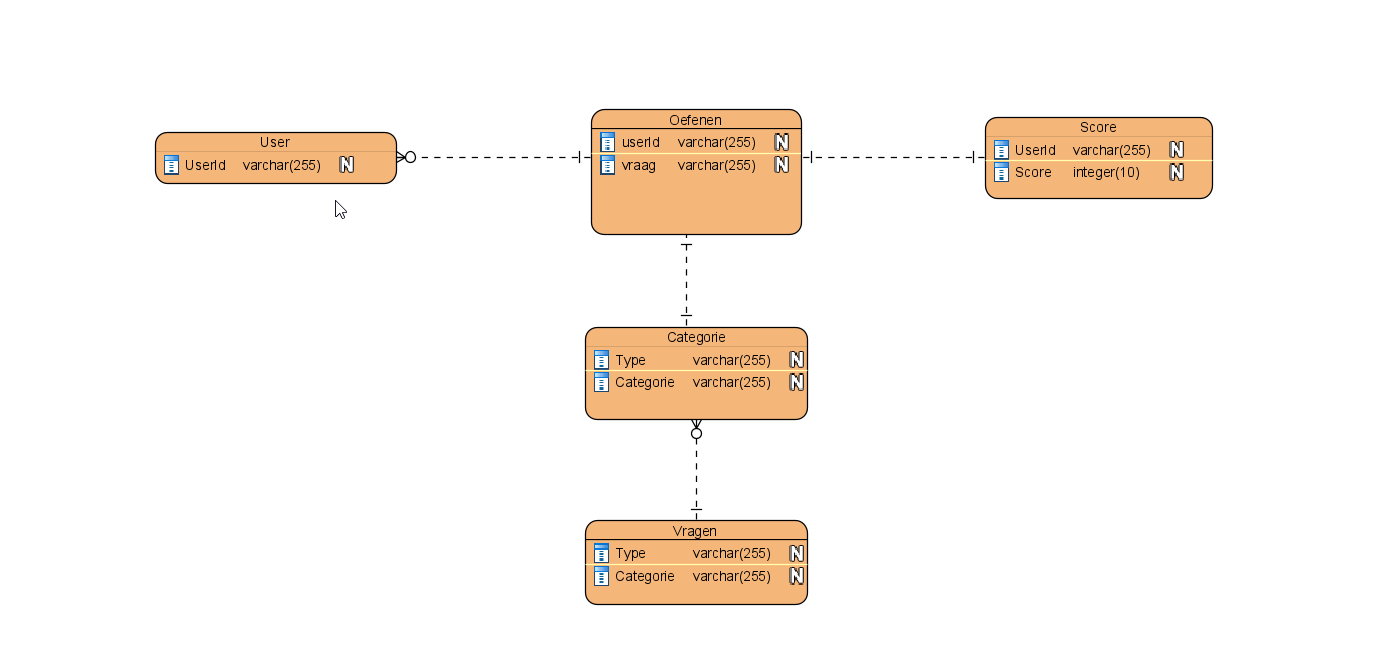 User
UserId varchar(255) N
Oefenen
userId varchar(255) N
vraag varchar(255) N
Score
UserId varchar(255) N
Score integer(10) N
Categorie
Type varchar(255) N
Categorie varchar(255) N
Vragen
Type varchar(255) N
Categorie varchar(255) N